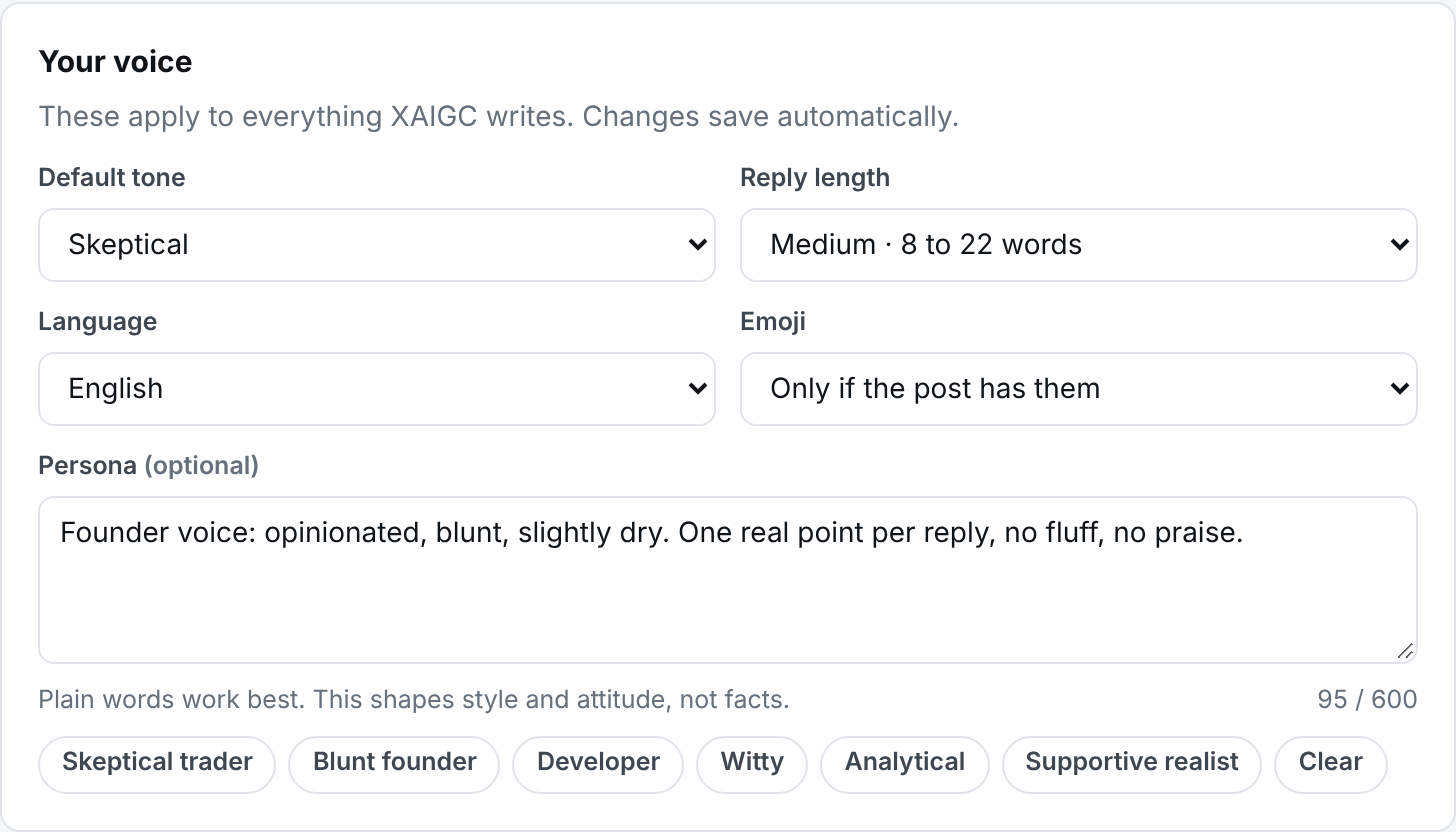 Your voice
These apply to everything XAIGC writes. Changes save automatically.
Default tone
Reply length
Skeptical
Medium · 8 to 22 words
Language
Emoji
English
Only if the post has them
Persona (optional)
Founder voice: opinionated, blunt, slightly dry. One real point per reply, no fluff, no praise.
Plain words work best. This shapes style and attitude, not facts.
95 / 600
Skeptical trader
Blunt founder
Developer
Witty
Analytical
Supportive realist
Clear